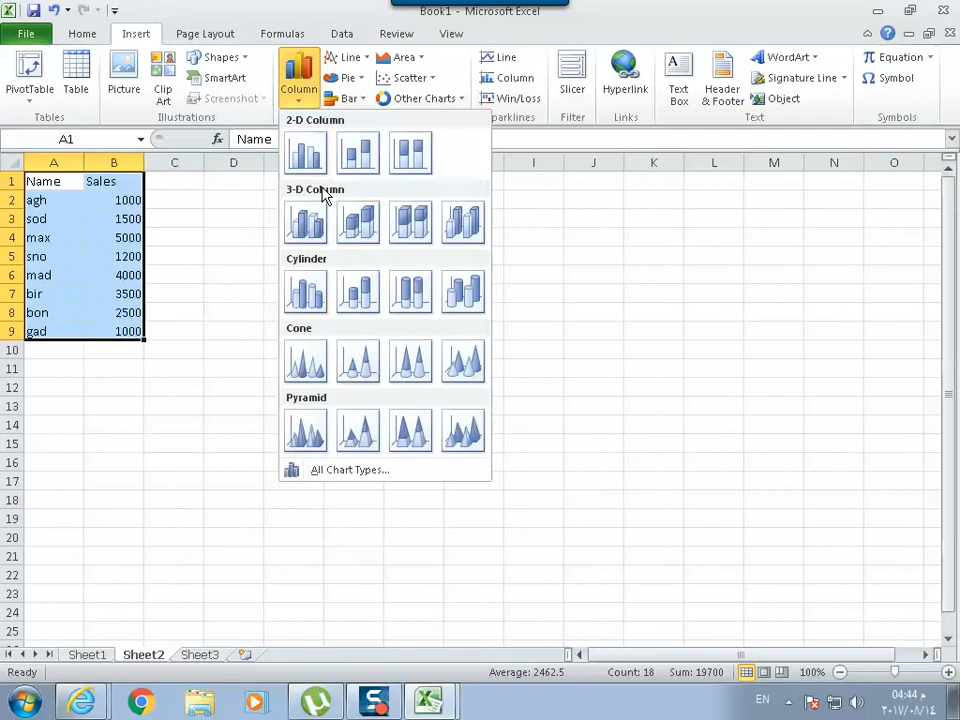 Book1 - Microsoft Excel
File Home Insert Page Layout Formulas Data Review View
PivotTable
Table
Picture
Clip Art
Shapes
SmartArt
Screenshot
Column
Line
Pie
Bar
Area
Scatter
Other Charts
Line
Column
Win/Loss
Slicer
Hyperlink
Text Box
Header & Footer
WordArt
Signature Line
Object
Equation
Symbol
Tables
Illustrations
Filter
Links
Text
Symbols
A1 fx Name
2-D Column
3-D Column
Cylinder
Cone
Pyramid
All Chart Types...
A B C D I J K L M N O
1 Name Sales
2 agh 1000
3 sod 1500
4 max 5000
5 sno 1200
6 mad 4000
7 bir 3500
8 bon 2500
9 gad 1000
10
11
12
13
14
15
16
17
18
19
20
21
22
23
24
25
Sheet1 Sheet2 Sheet3
Ready Average: 2462.5 Count: 18 Sum: 19700 100%
EN
04:44 م
٢٠١٧/٠٨/١٤